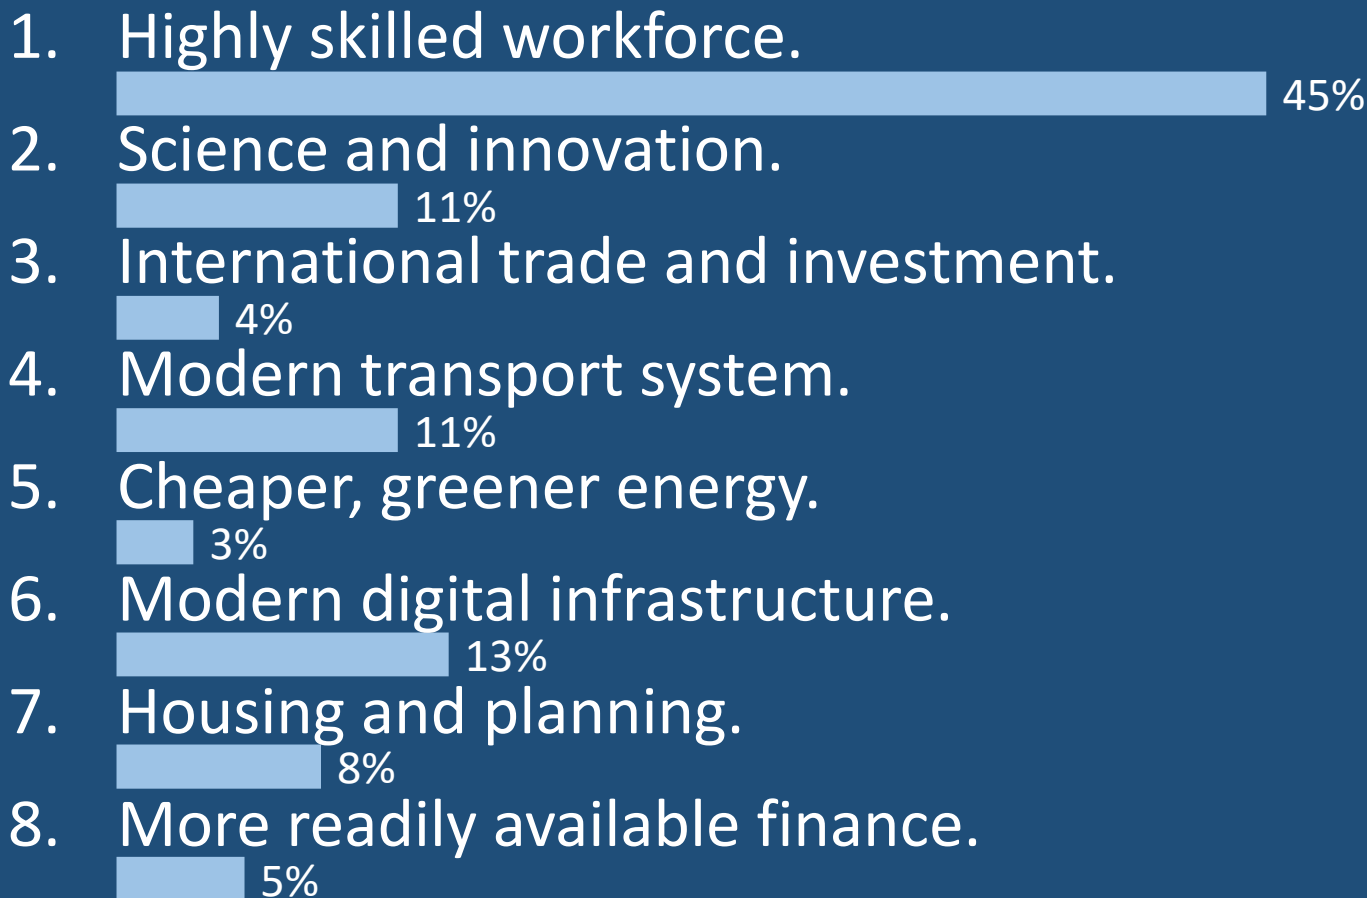 1. Highly skilled workforce.
45%
2. Science and innovation.
11%
3. International trade and investment.
4%
4. Modern transport system.
11%
5. Cheaper, greener energy.
3%
6. Modern digital infrastructure.
13%
7. Housing and planning.
8%
8. More readily available finance.
5%